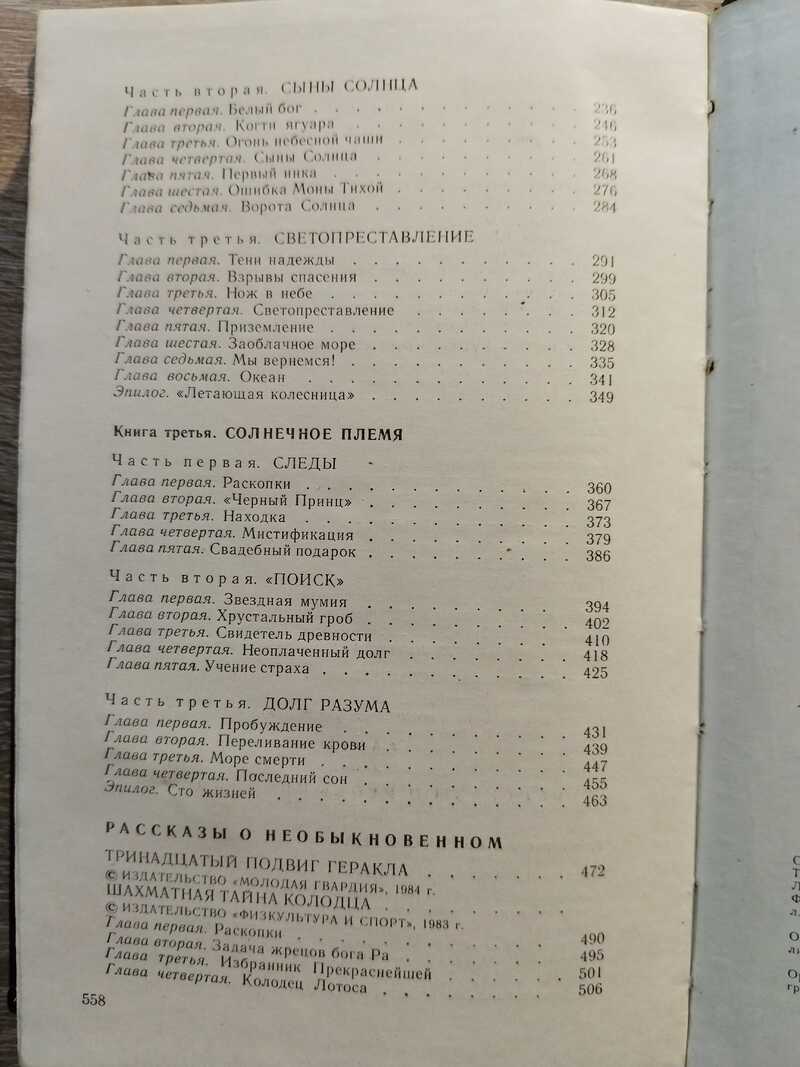 Часть вторая. СЫНЫ СОЛНЦА
Глава первая. Белый бог . . . . . . . . . . . . . 236
Глава вторая. Когти ягуара . . . . . . . . . . . 246
Глава третья. Огонь небесной чаши . . . . . . . . . 253
Глава четвертая. Сыны Солнца . . . . . . . . . . 261
Глава пятая. Первый инка . . . . . . . . . . . . 268
Глава шестая. Ошибка Моны Тихой . . . . . . . . . 276
Глава седьмая. Ворота Солнца . . . . . . . . . . 284
Часть третья. СВЕТОПРЕСТАВЛЕНИЕ
Глава первая. Тени надежды . . . . . . . . . . . 291
Глава вторая. Взрывы спасения . . . . . . . . . . 299
Глава третья. Нож в небе . . . . . . . . . . . . 305
Глава четвертая. Светопреставление . . . . . . . . 312
Глава пятая. Приземление . . . . . . . . . . . . 320
Глава шестая. Заоблачное море . . . . . . . . . . 328
Глава седьмая. Мы вернемся! . . . . . . . . . . . 335
Глава восьмая. Океан . . . . . . . . . . . . . 341
Эпилог. «Летающая колесница» . . . . . . . . . . 349
Книга третья. СОЛНЕЧНОЕ ПЛЕМЯ
Часть первая. СЛЕДЫ
Глава первая. Раскопки . . . . . . . . . . . . . 360
Глава вторая. «Черный Принц» . . . . . . . . . . 367
Глава третья. Находка . . . . . . . . . . . . . 373
Глава четвертая. Мистификация . . . . . . . . . . 379
Глава пятая. Свадебный подарок . . . . . . . . . . 386
Часть вторая. «ПОИСК»
Глава первая. Звездная мумия . . . . . . . . . . 394
Глава вторая. Хрустальный гроб . . . . . . . . . . 402
Глава третья. Свидетель древности . . . . . . . . . 410
Глава четвертая. Неоплаченный долг . . . . . . . . 418
Глава пятая. Учение страха . . . . . . . . . . . 425
Часть третья. ДОЛГ РАЗУМА
Глава первая. Пробуждение . . . . . . . . . . . 431
Глава вторая. Переливание крови . . . . . . . . . 439
Глава третья. Море смерти . . . . . . . . . . . . 447
Глава четвертая. Последний сон . . . . . . . . . . 455
Эпилог. Сто жизней . . . . . . . . . . . . . . 463
РАССКАЗЫ О НЕОБЫКНОВЕННОМ
ТРИНАДЦАТЫЙ ПОДВИГ ГЕРАКЛА . . . . . . . 472
© ИЗДАТЕЛЬСТВО «МОЛОДАЯ ГВАРДИЯ», 1984 г.
ШАХМАТНАЯ ТАЙНА КОЛОДЦА . . . . . . . . .
© ИЗДАТЕЛЬСТВО «ФИЗКУЛЬТУРА И СПОРТ», 1983 г.
Глава первая. Раскопки . . . . . . . . . . . . . 490
Глава вторая. Задача жрецов бога Ра . . . . . . . . 495
Глава третья. Избранник Прекраснейшей . . . . . . . 501
Глава четвертая. Колодец Лотоса . . . . . . . . . . 506
558